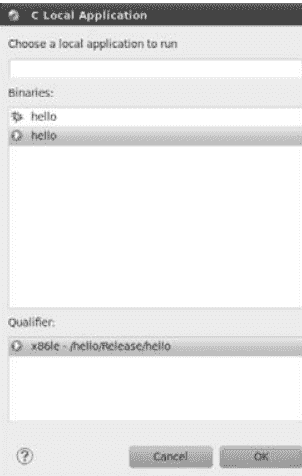 C Local Application
Choose a local application to run
Binaries:
hello
hello
Qualifier:
x86le - /hello/Release/hello
?
Cancel
OK